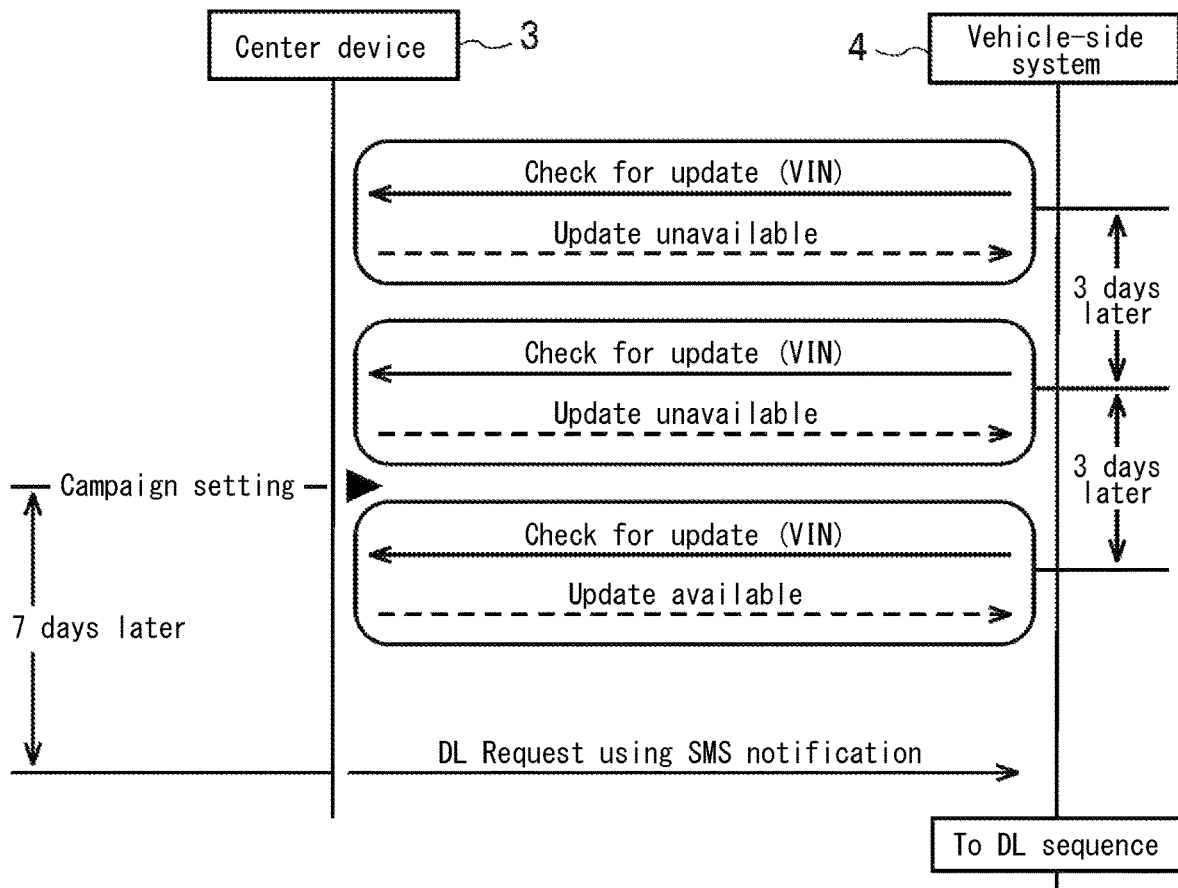 Center device
3
4
Vehicle-side
system
Check for update (VIN)
Update unavailable
3 days
later
Check for update (VIN)
Update unavailable
3 days
later
Campaign setting
Check for update (VIN)
Update available
7 days later
DL Request using SMS notification
To DL sequence